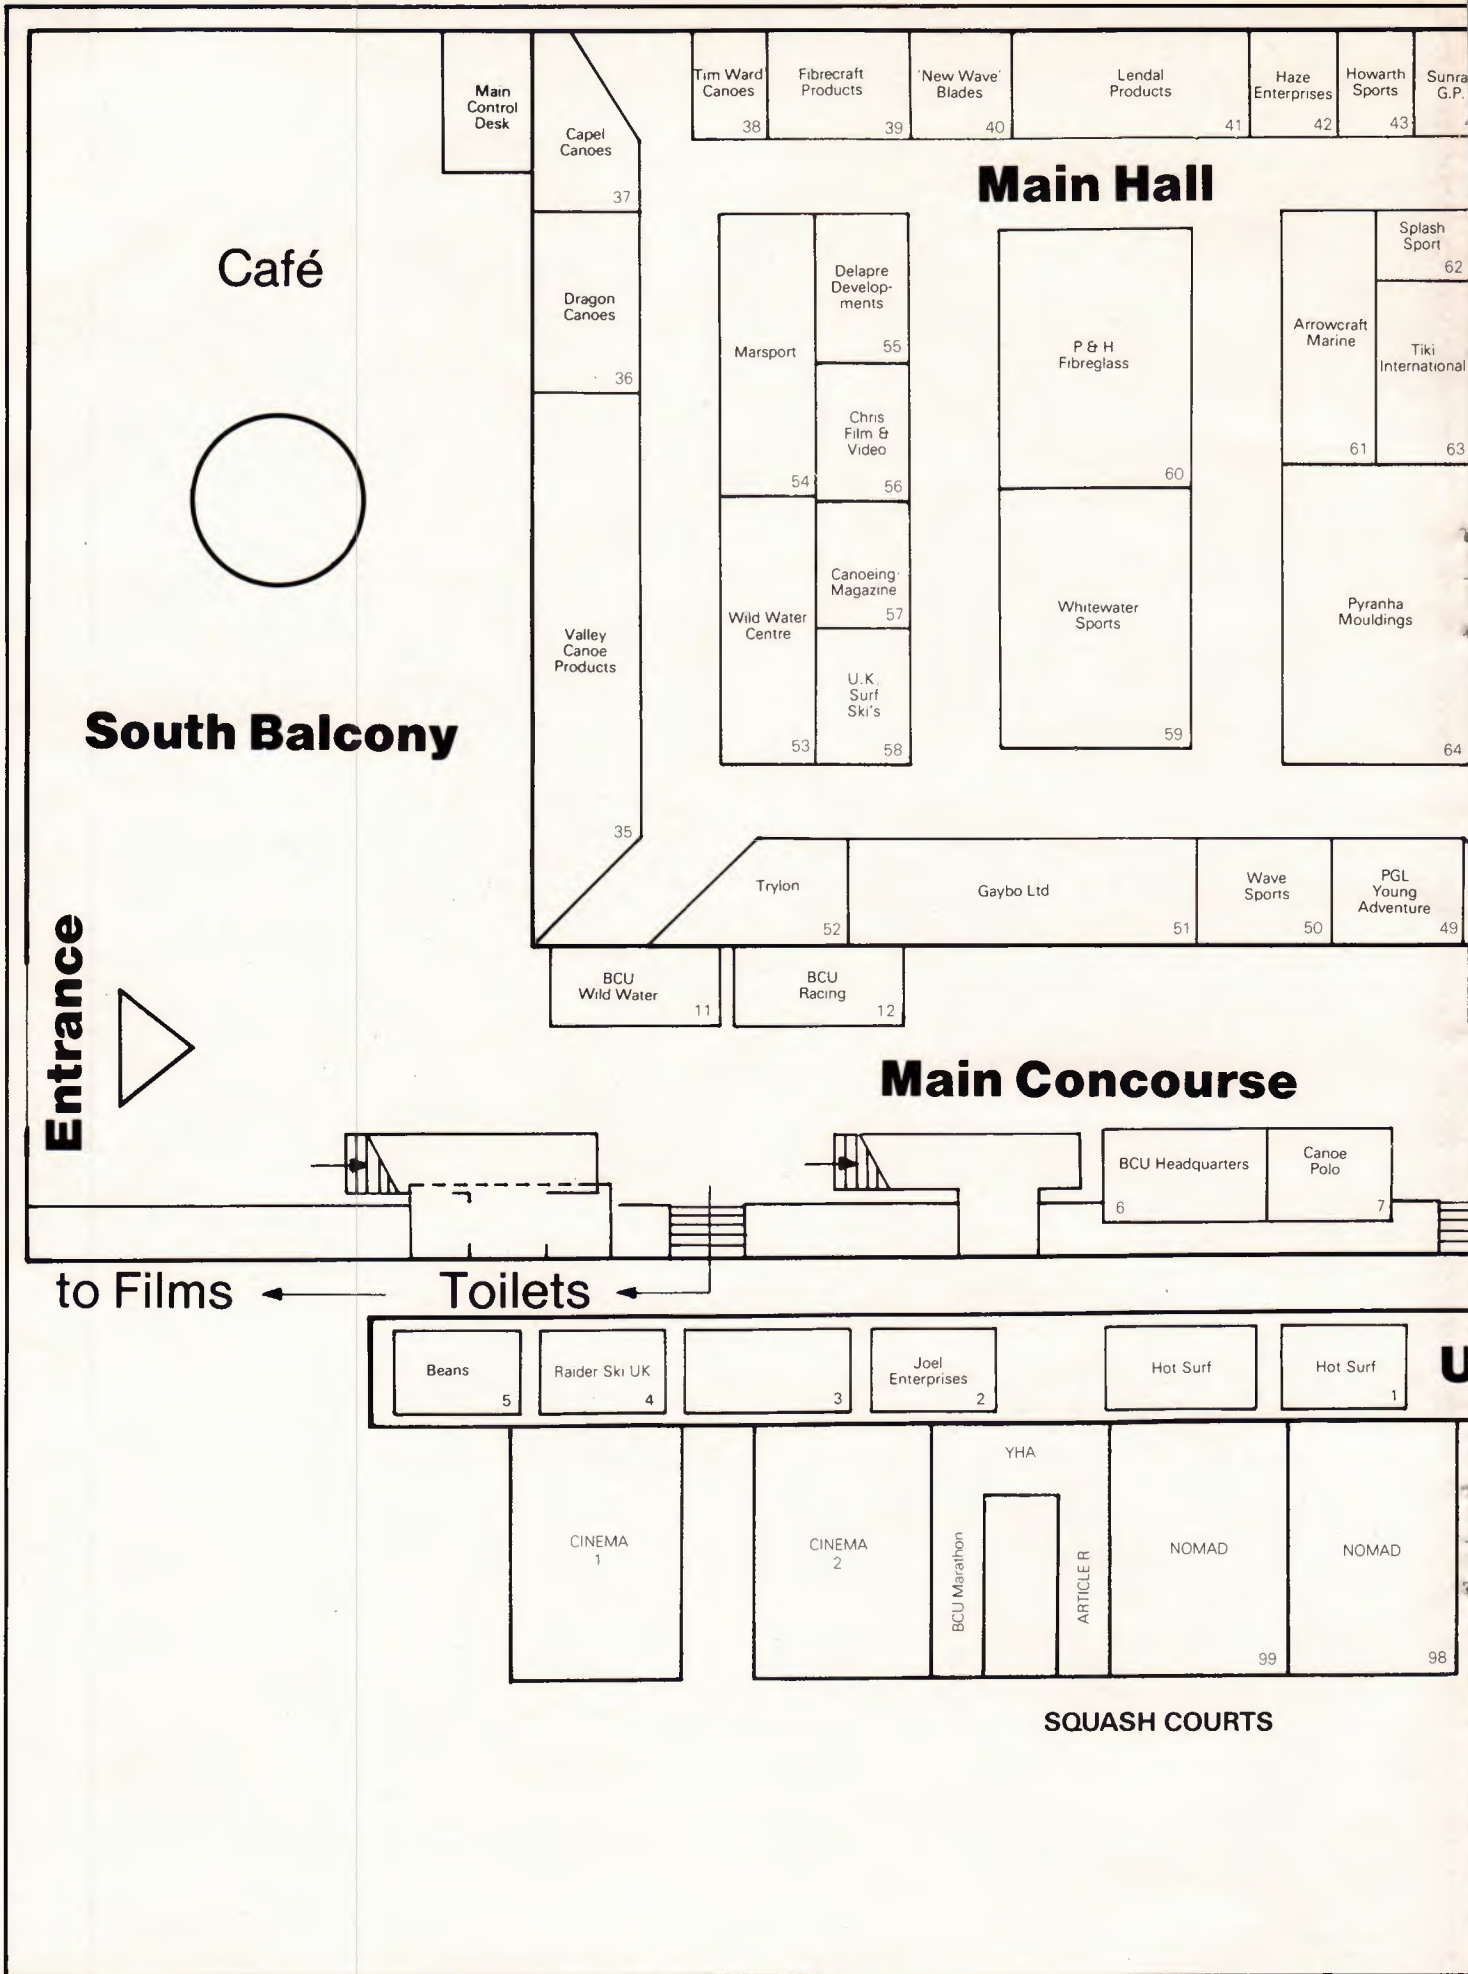 Main
Control
Desk
Capel
Canoes
37
Tim Ward
Canoes
38
Fibrecraft
Products
39
'New Wave'
Blades
40
Lendal
Products
41
Haze
Enterprises
42
Howarth
Sports
43
G.P.
Main Hall
Café
Dragon
Canoes
36
Marsport
54
Delapre
Develop-
ments
55
Chris
Film &
Video
56
P & H
Fibreglass
60
Arrowcraft
Marine
61
Splash
Sport
62
Tiki
International
63
Valley
Canoe
Products
35
Wild Water
Centre
53
Canoeing
Magazine
57
U.K.
Surf
Ski's
58
Whitewater
Sports
59
Pyranha
Mouldings
64
South Balcony
Trylon
52
Gaybo Ltd
51
Wave
Sports
50
PGL
Young
Adventure
49
Entrance
BCU
Wild Water
11
BCU
Racing
12
Main Concourse
BCU Headquarters
6
Canoe
Polo
7
to Films
Toilets
Beans
5
Raider Ski UK
4
3
Joel
Enterprises
2
Hot Surf
Hot Surf
1
U
CINEMA
1
CINEMA
2
YHA
BCU Marathon
ARTICLE R
NOMAD
99
NOMAD
98
SQUASH COURTS